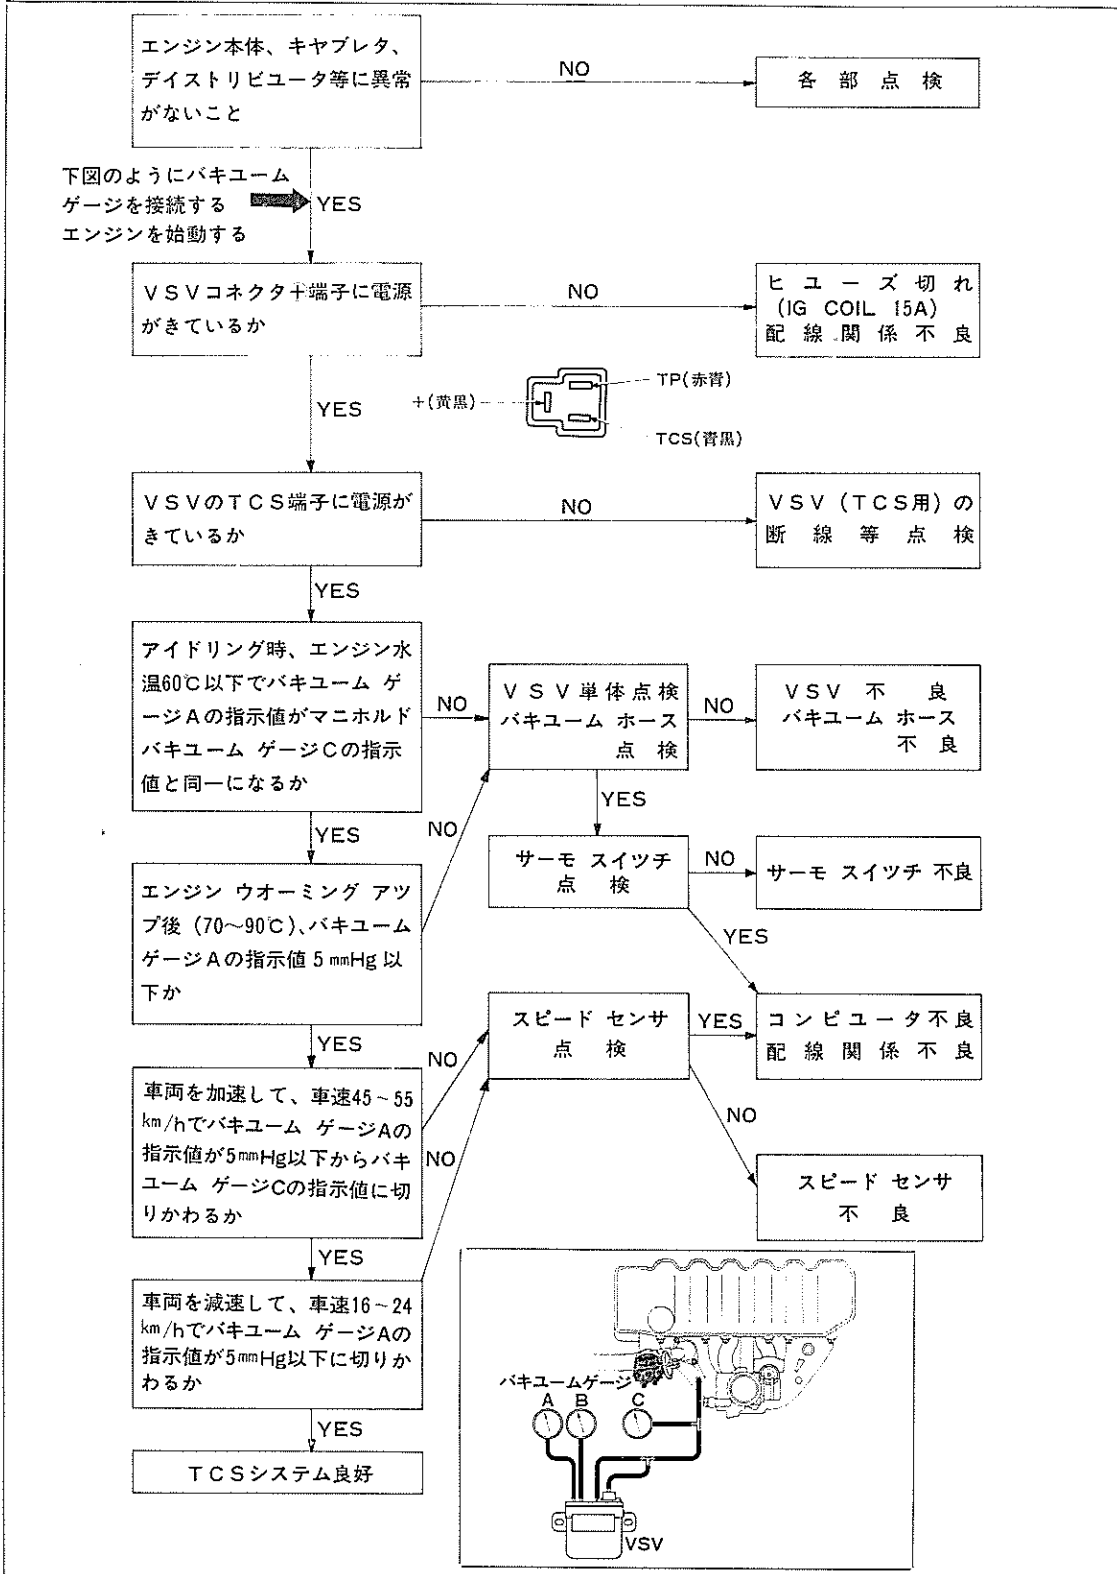 エンジン本体、キヤブレタ、
デイストリビユータ等に異常
がないこと
NO
各部点検
下図のようにバキユーム
ゲージを接続する
エンジンを始動する
YES
VSVコネクタ+端子に電源
がきているか
NO
ヒユーズ切れ
(IG COIL 15A)
配線関係不良
YES
+(黄黒)
TP(赤青)
TCS(青黒)
VSVのTCS端子に電源が
きているか
NO
VSV(TCS用)の
断線等点検
YES
アイドリング時、エンジン水
温60℃以下でバキユーム ゲ
ージAの指示値がマニホルド
バキユーム ゲージCの指示
値と同一になるか
NO
VSV単体点検
バキユーム ホース
点検
NO
VSV不良
バキユーム ホース
不良
YES
NO
YES
サーモ スイツチ
点検
NO
サーモ スイツチ 不良
エンジン ウオーミング アツ
プ後(70~90℃)、バキユーム
ゲージAの指示値5mmHg以
下か
YES
YES
NO
スピード センサ
点検
YES
コンピユータ不良
配線関係不良
車両を加速して、車速45~55
km/hでバキユーム ゲージAの
指示値が5mmHg以下からバキ
ユーム ゲージCの指示値に切
りかわるか
NO
NO
スピード センサ
不良
YES
車両を減速して、車速16~24
km/hでバキユーム ゲージAの
指示値が5mmHg以下に切りか
わるか
YES
TCSシステム良好
バキユームゲージ
A B C
VSV